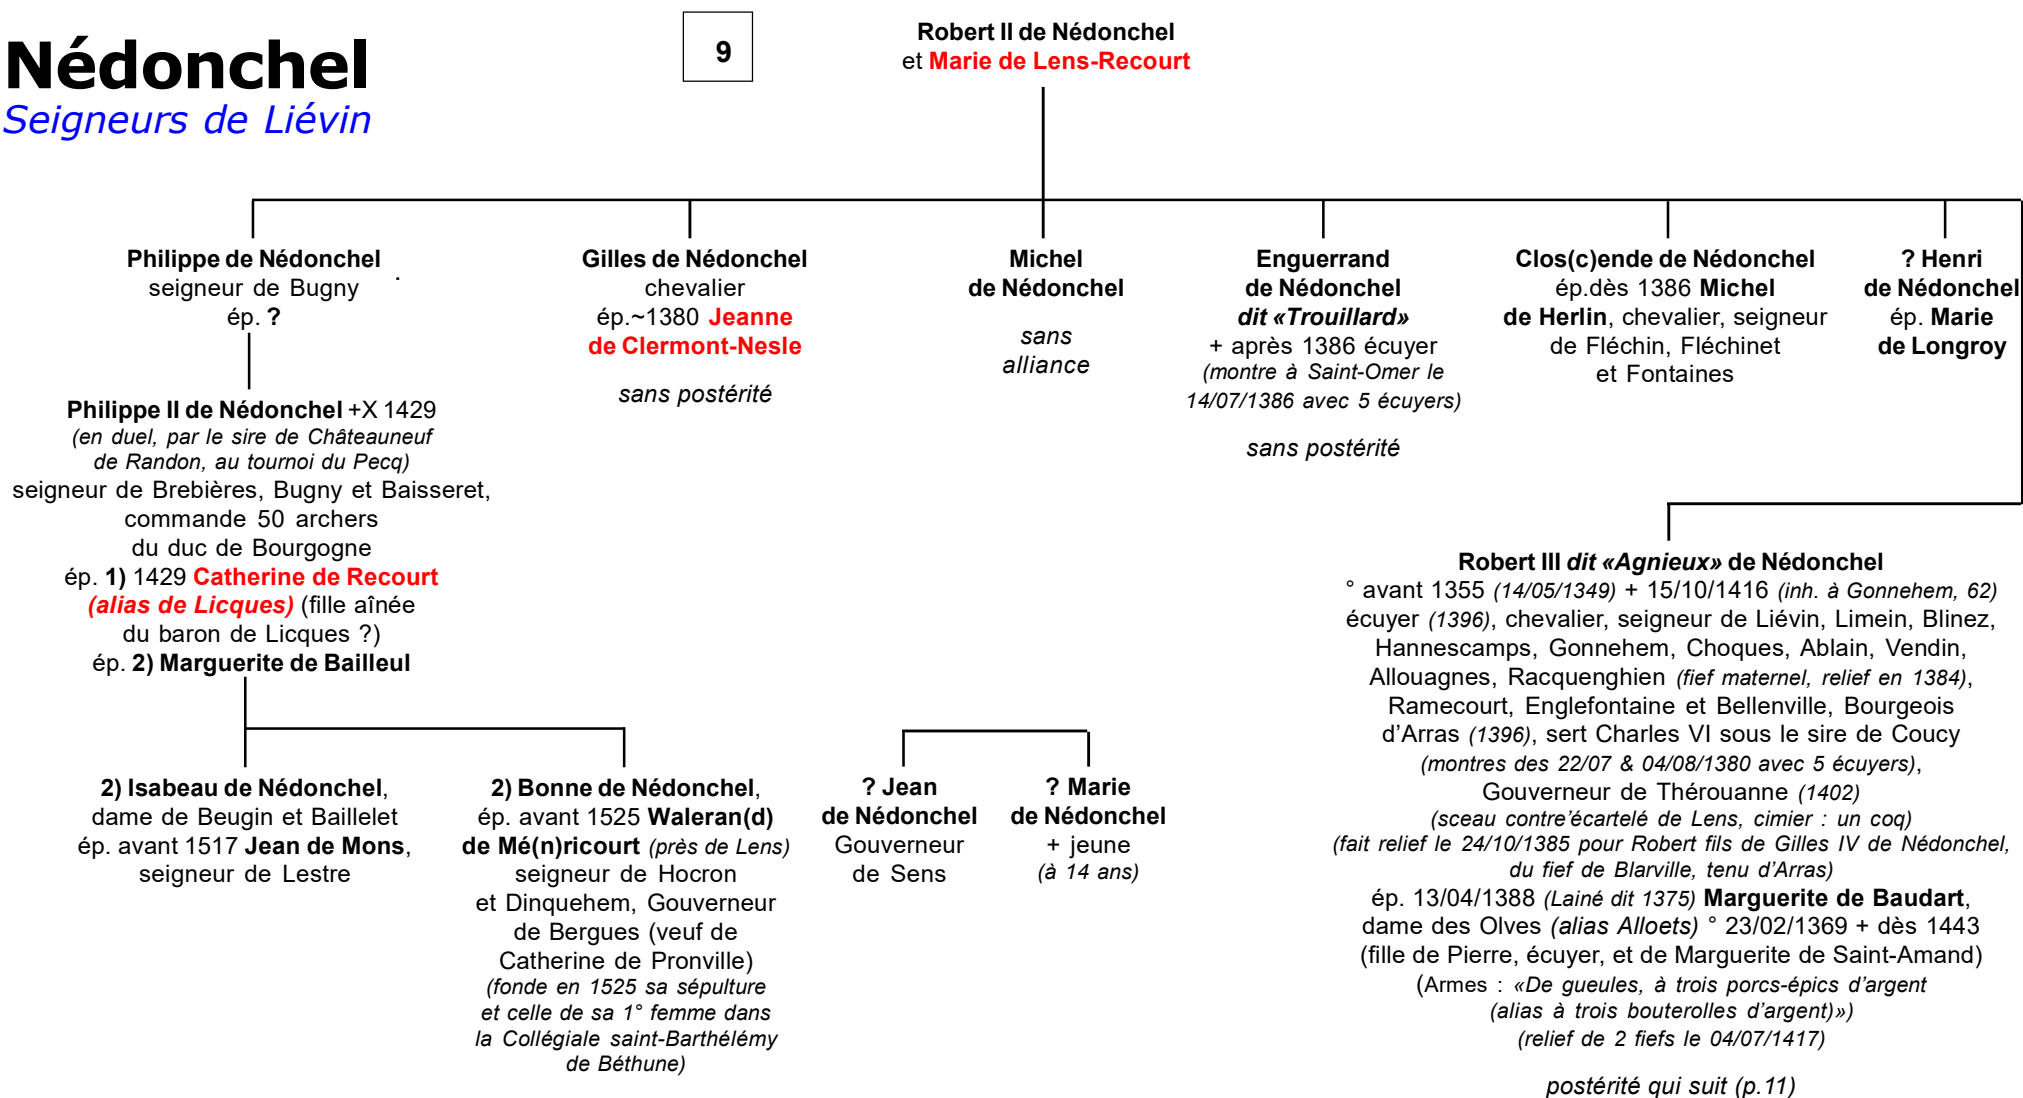 Nédonchel
Seigneurs de Liévin
9
Robert II de Nédonchel
et Marie de Lens-Recourt
Philippe de Nédonchel
seigneur de Bugny
ép. ?
Gilles de Nédonchel
chevalier
ép.~1380 Jeanne
de Clermont-Nesle
sans postérité
Michel
de Nédonchel
sans
alliance
Enguerrand
de Nédonchel
dit «Trouillard»
+ après 1386 écuyer
(montre à Saint-Omer le
14/07/1386 avec 5 écuyers)
sans postérité
Clos(c)ende de Nédonchel
ép.dès 1386 Michel
de Herlin, chevalier, seigneur
de Fléchin, Fléchinet
et Fontaines
? Henri
de Nédonchel
ép. Marie
de Longroy
Philippe II de Nédonchel +X 1429
(en duel, par le sire de Châteauneuf
de Randon, au tournoi du Pecq)
seigneur de Brebières, Bugny et Baisseret,
commande 50 archers
du duc de Bourgogne
ép. 1) 1429 Catherine de Recourt
(alias de Licques) (fille aînée
du baron de Licques ?)
ép. 2) Marguerite de Bailleul
2) Isabeau de Nédonchel,
dame de Beugin et Baillelet
ép. avant 1517 Jean de Mons,
seigneur de Lestre
2) Bonne de Nédonchel,
ép. avant 1525 Waleran(d)
de Mé(n)ricourt (près de Lens)
seigneur de Hocron
et Dinquehem, Gouverneur
de Bergues (veuf de
Catherine de Pronville)
(fonde en 1525 sa sépulture
et celle de sa 1° femme dans
la Collégiale saint-Barthélémy
de Béthune)
? Jean
de Nédonchel
Gouverneur
de Sens
? Marie
de Nédonchel
+ jeune
(à 14 ans)
Robert III dit «Agnieux» de Nédonchel
° avant 1355 (14/05/1349) + 15/10/1416 (inh. à Gonnehem, 62)
écuyer (1396), chevalier, seigneur de Liévin, Limein, Blinez,
Hannescamps, Gonnehem, Choques, Ablain, Vendin,
Allouagnes, Racquenghien (fief maternel, relief en 1384),
Ramecourt, Englefontaine et Bellenville, Bourgeois
d'Arras (1396), sert Charles VI sous le sire de Coucy
(montres des 22/07 & 04/08/1380 avec 5 écuyers),
Gouverneur de Thérouanne (1402)
(sceau contre'écartelé de Lens, cimier : un coq)
(fait relief le 24/10/1385 pour Robert fils de Gilles IV de Nédonchel,
du fief de Blarville, tenu d'Arras)
ép. 13/04/1388 (Lainé dit 1375) Marguerite de Baudart,
dame des Olves (alias Alloets) ° 23/02/1369 + dès 1443
(fille de Pierre, écuyer, et de Marguerite de Saint-Amand)
(Armes : «De gueules, à trois porcs-épics d'argent
(alias à trois bouterolles d'argent)»)
(relief de 2 fiefs le 04/07/1417)
postérité qui suit (p.11)